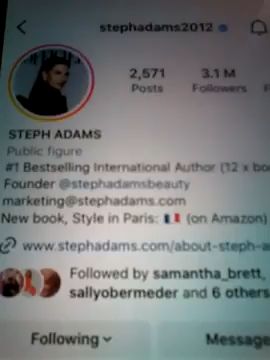 stephadams2012
2,571 3.1 M
Posts Followers
STEPH ADAMS
Public figure
#1 Bestselling International Author (12 x bo
Founder @stephadamsbeauty
marketing@stephadams.com
New book, Style in Paris: 🇫🇷 (on Amazon)
www.stephadams.com/about-steph-a
Followed by samantha_brett,
sallyobermeder and 6 others
Following Message